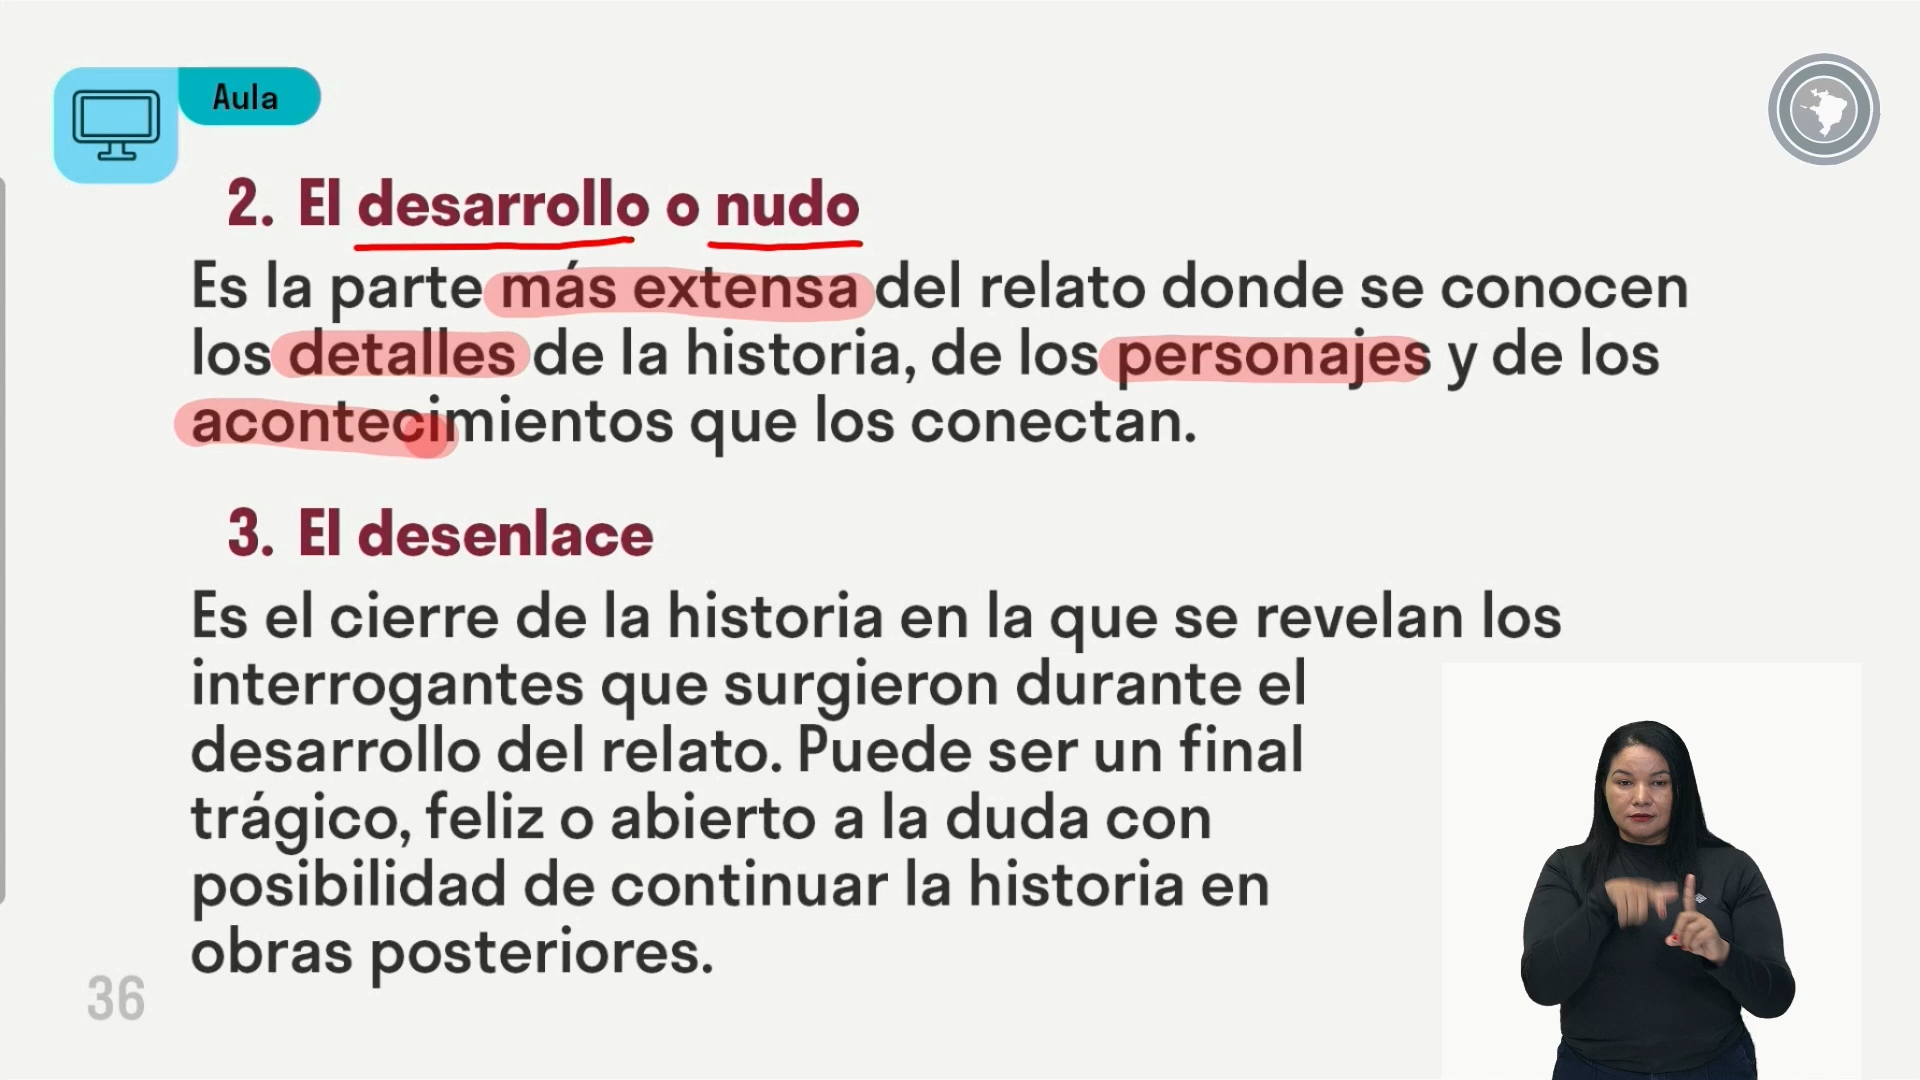 Aula
2. El desarrollo o nudo
Es la parte más extensa del relato donde se conocen
los detalles de la historia, de los personajes y de los
acontecimientos que los conectan.
3. El desenlace
Es el cierre de la historia en la que se revelan los
interrogantes que surgieron durante el
desarrollo del relato. Puede ser un final
trágico, feliz o abierto a la duda con
posibilidad de continuar la historia en
obras posteriores.
36